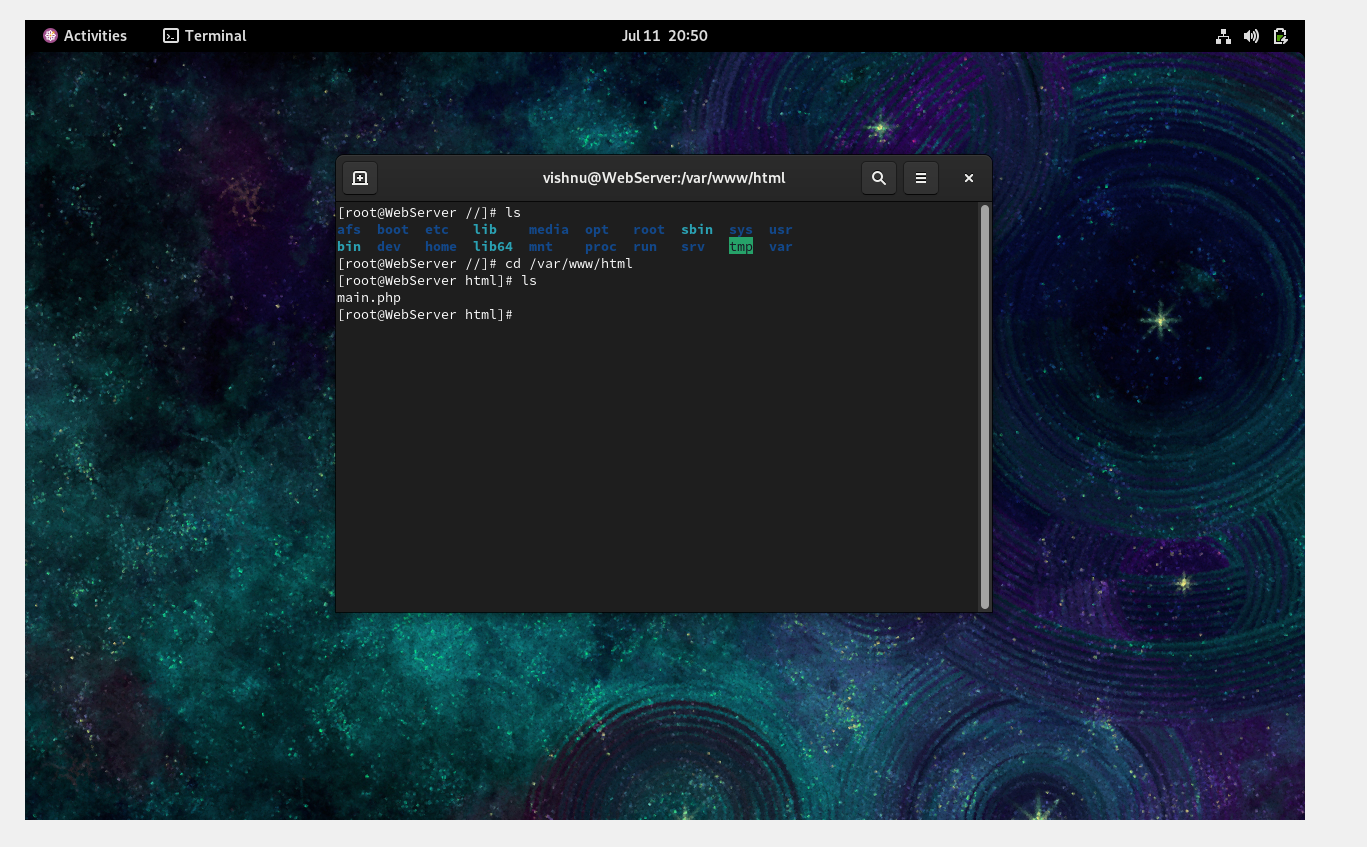 Activities Terminal Jul 11 20:50
vishnu@WebServer:/var/www/html
[root@WebServer //]# ls
afs boot etc lib media opt root sbin sys usr
bin dev home lib64 mnt proc run srv tmp var
[root@WebServer //]# cd /var/www/html
[root@WebServer html]# ls
main.php
[root@WebServer html]#